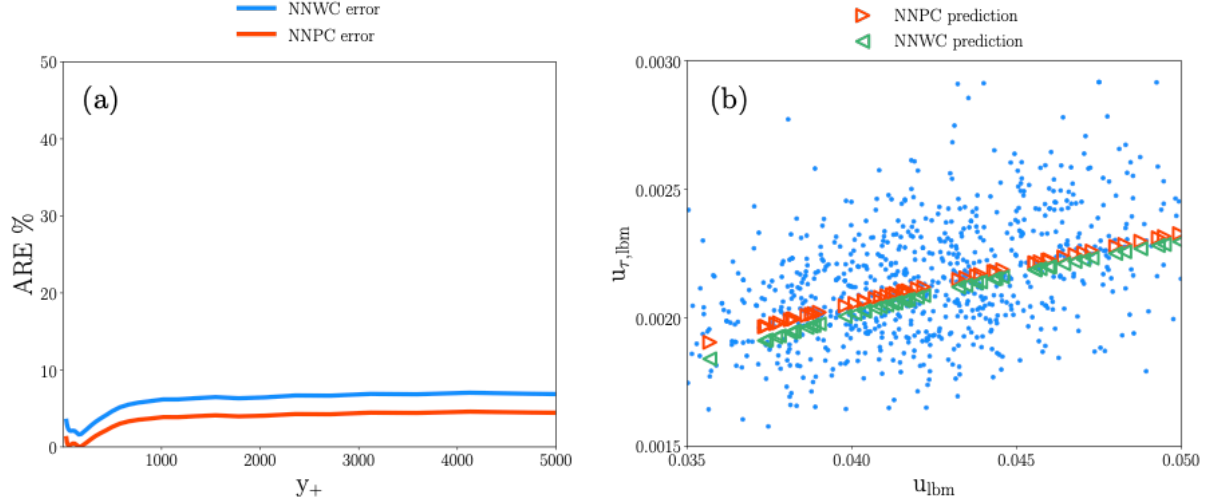 NNWC error
NNPC error
(a)
ARE %
50
40
30
20
10
0
1000
2000
3000
4000
5000
y+
NNPC prediction
NNWC prediction
(b)
uτ,lbm
0.0030
0.0025
0.0020
0.0015
0.035
0.040
0.045
0.050
ulbm